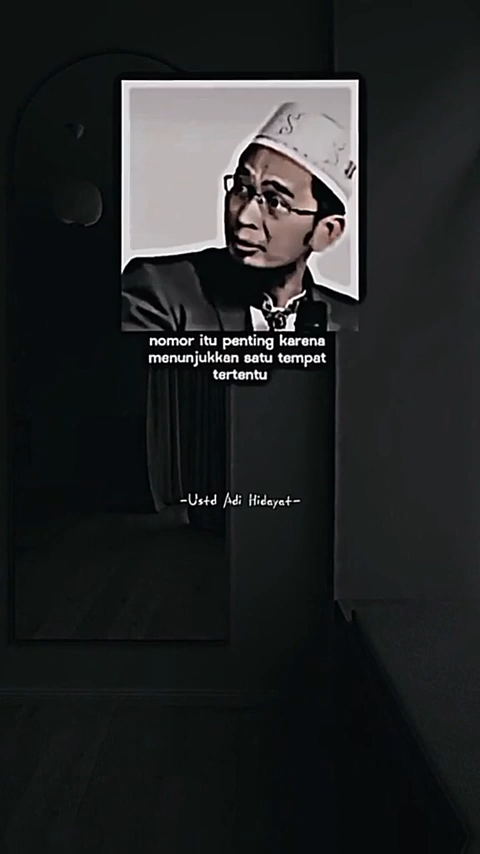 nomor itu penting karena
menunjukkan satu tempat
tertentu
-Ustd Adi Hidayat-